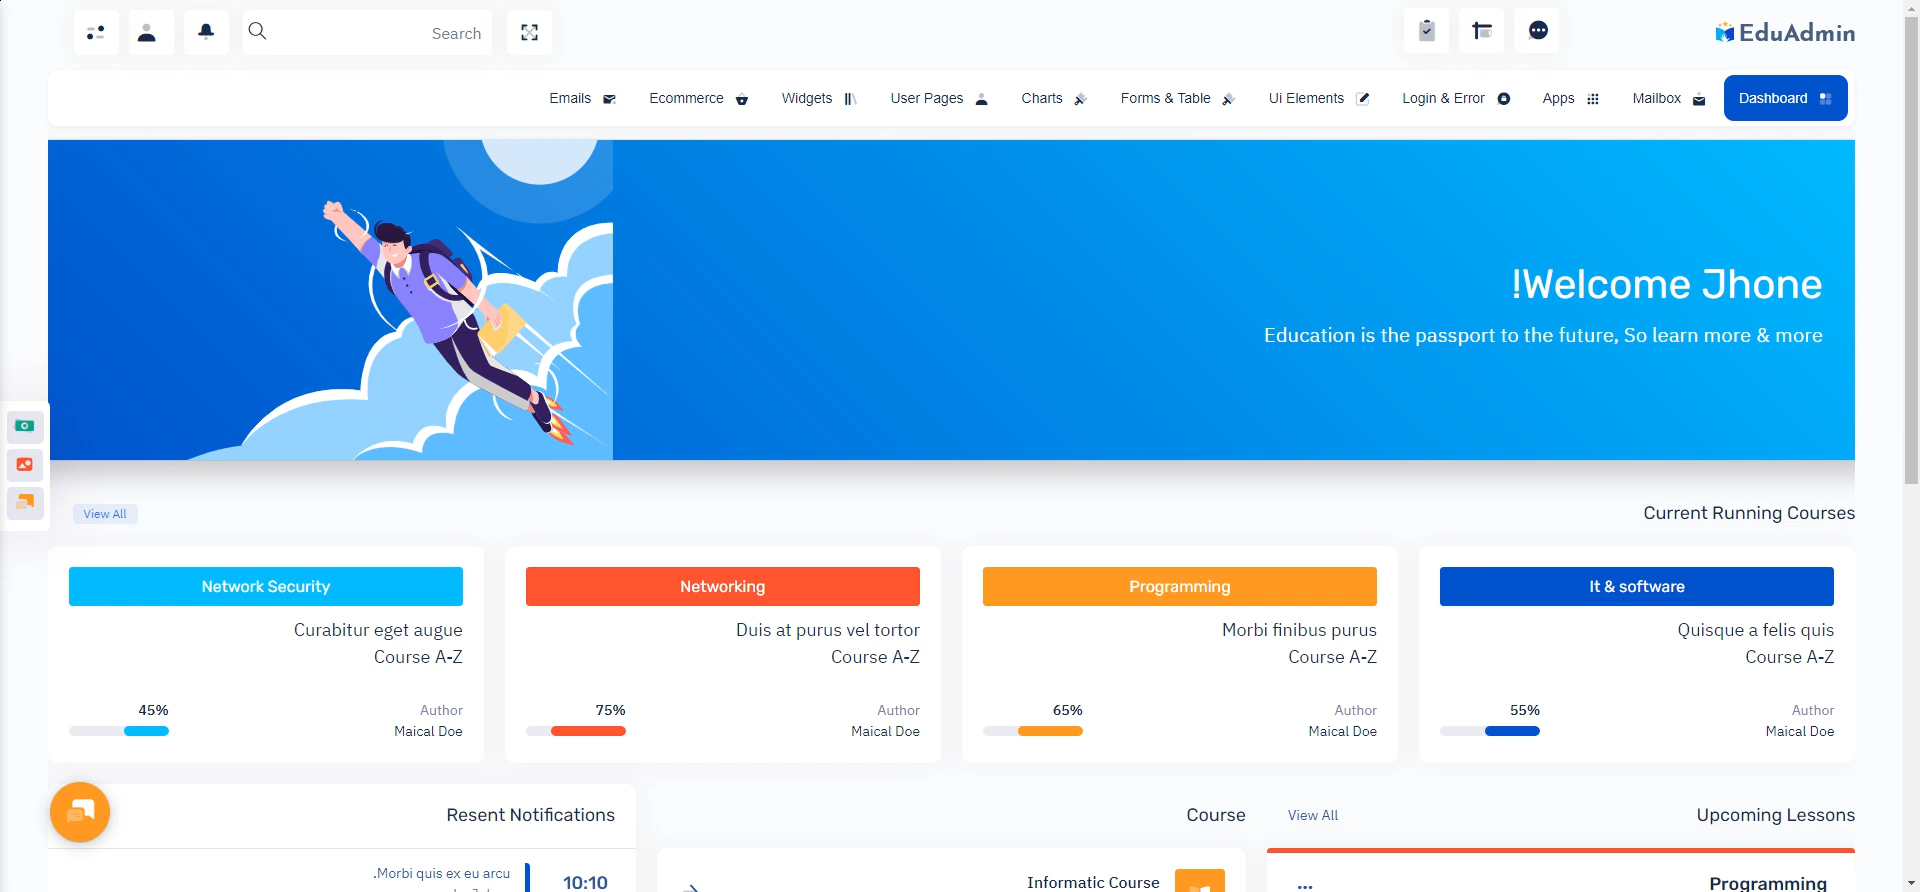 Search
EduAdmin
Emails
Ecommerce
Widgets
User Pages
Charts
Forms & Table
Ui Elements
Login & Error
Apps
Mailbox
Dashboard
!Welcome Jhone
Education is the passport to the future, So learn more & more
View All
Current Running Courses
Network Security
Curabitur eget augue
Course A-Z
45%
Author
Maical Doe
Networking
Duis at purus vel tortor
Course A-Z
75%
Author
Maical Doe
Programming
Morbi finibus purus
Course A-Z
65%
Author
Maical Doe
It & software
Quisque a felis quis
Course A-Z
55%
Author
Maical Doe
Resent Notifications
.Morbi quis ex eu arcu
10:10
Course
Informatic Course
View All
Upcoming Lessons
Programming